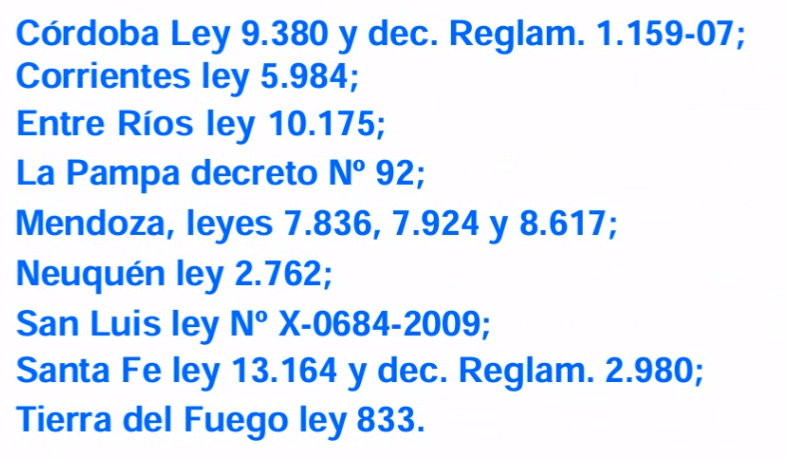 Córdoba Ley 9.380 y dec. Reglam. 1.159-07;
Corrientes ley 5.984;
Entre Ríos ley 10.175;
La Pampa decreto Nº 92;
Mendoza, leyes 7.836, 7.924 y 8.617;
Neuquén ley 2.762;
San Luis ley Nº X-0684-2009;
Santa Fe ley 13.164 y dec. Reglam. 2.980;
Tierra del Fuego ley 833.